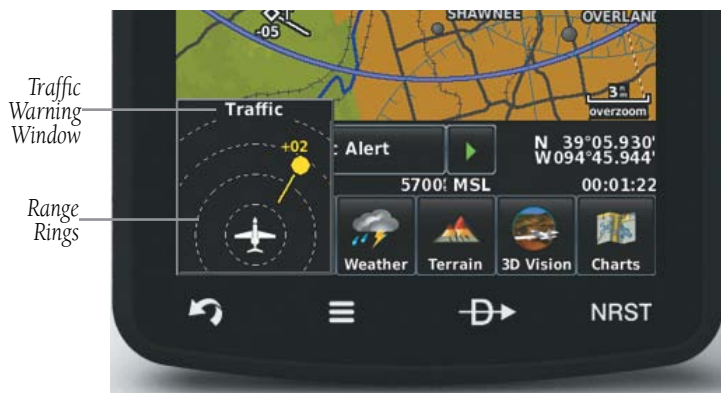 SHAWNEE
OVERLAND
-05
3 n m
overzoom
Traffic
Warning
Window
Traffic
+02
Alert
N 39°05.930'
W094°45.944'
5700 MSL
00:01:22
Range
Rings
Weather
Terrain
3D Vision
Charts
NRST